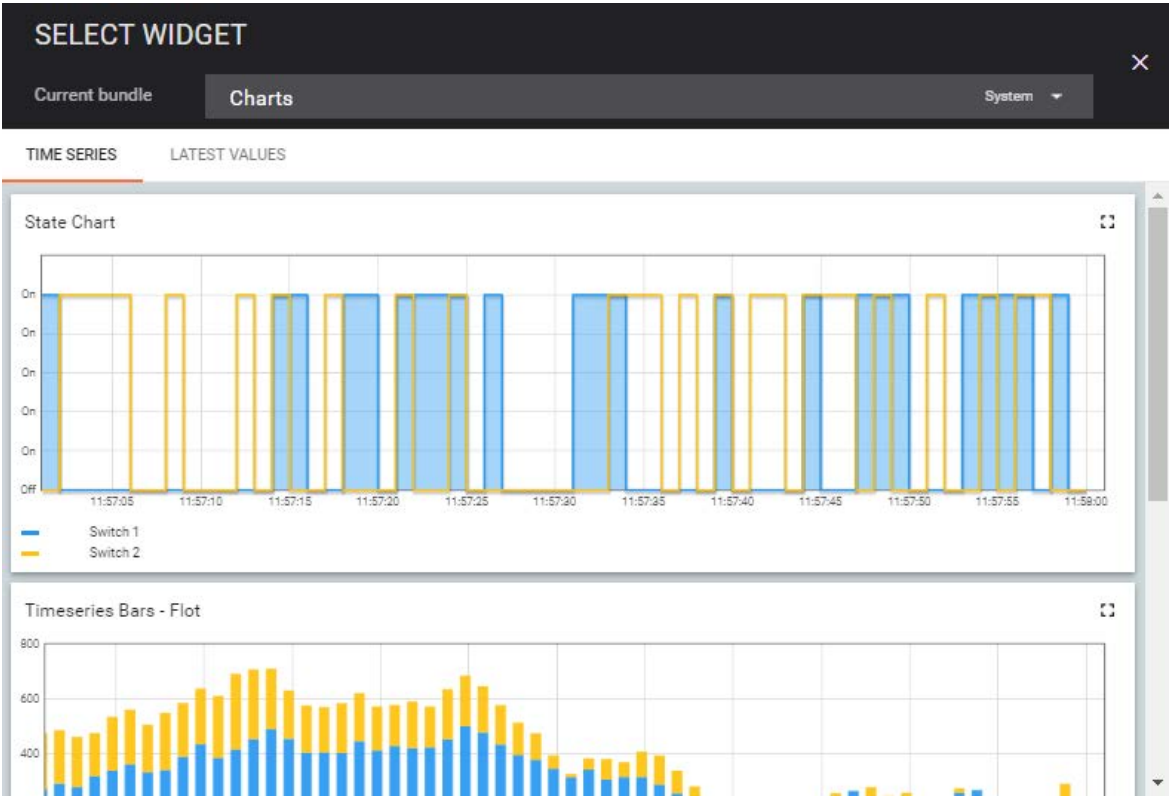 SELECT WIDGET
Current bundle Charts System
TIME SERIES LATEST VALUES
State Chart
On
On
On
On
On
Off
11:57:05 11:57:10 11:57:15 11:57:20 11:57:25 11:57:30 11:57:35 11:57:40 11:57:45 11:57:50 11:57:55 11:58:00
Switch 1
Switch 2
Timeseries Bars - Flot
800
600
400